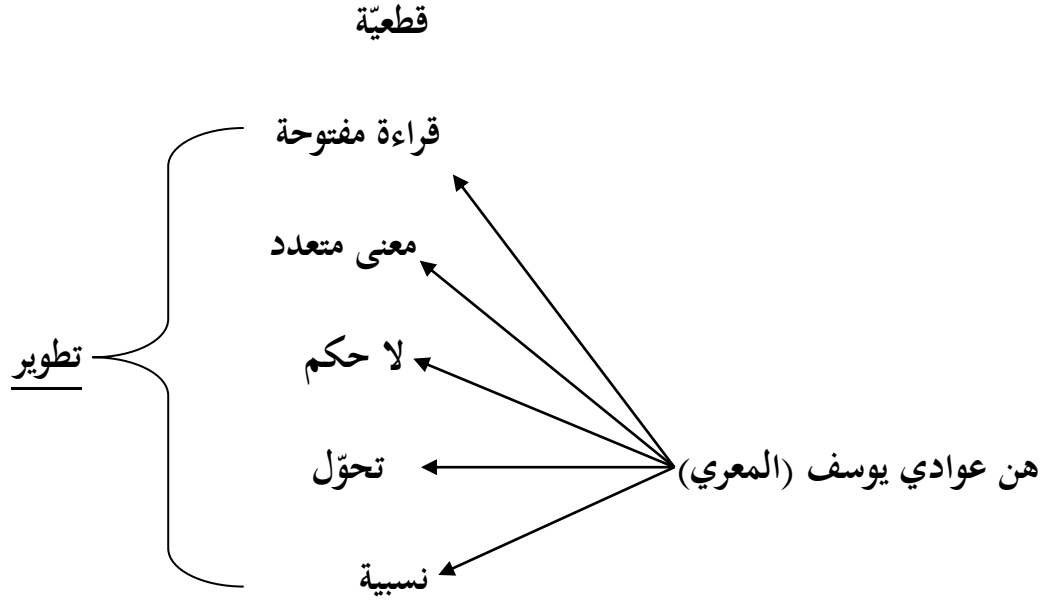 قطعيّة
قراءة مفتوحة
معنى متعدد
لا حكم
تطوير
تحوّل
هن عوادي يوسف (المعري)
نسبية